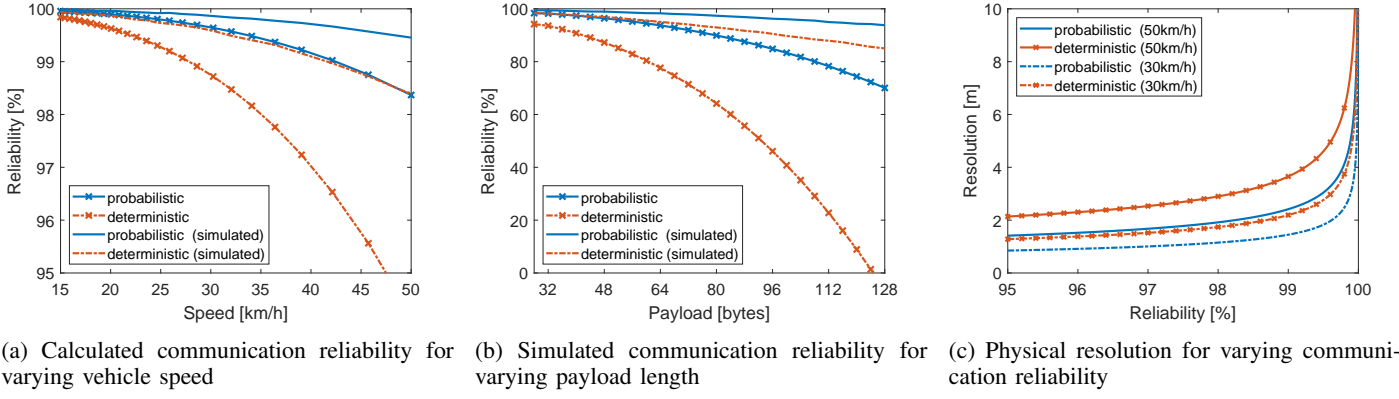 100
99
98
97
96
95
Reliability [%]
probabilistic
deterministic
probabilistic (simulated)
deterministic (simulated)
15 20 25 30 35 40 45 50
Speed [km/h]
(a) Calculated communication reliability for
varying vehicle speed
100
80
60
40
20
0
Reliability [%]
probabilistic
deterministic
probabilistic (simulated)
deterministic (simulated)
32 48 64 80 96 112 128
Payload [bytes]
(b) Simulated communication reliability for
varying payload length
10
8
6
4
2
0
Resolution [m]
probabilistic (50km/h)
deterministic (50km/h)
probabilistic (30km/h)
deterministic (30km/h)
95 96 97 98 99 100
Reliability [%]
(c) Physical resolution for varying communi-
cation reliability